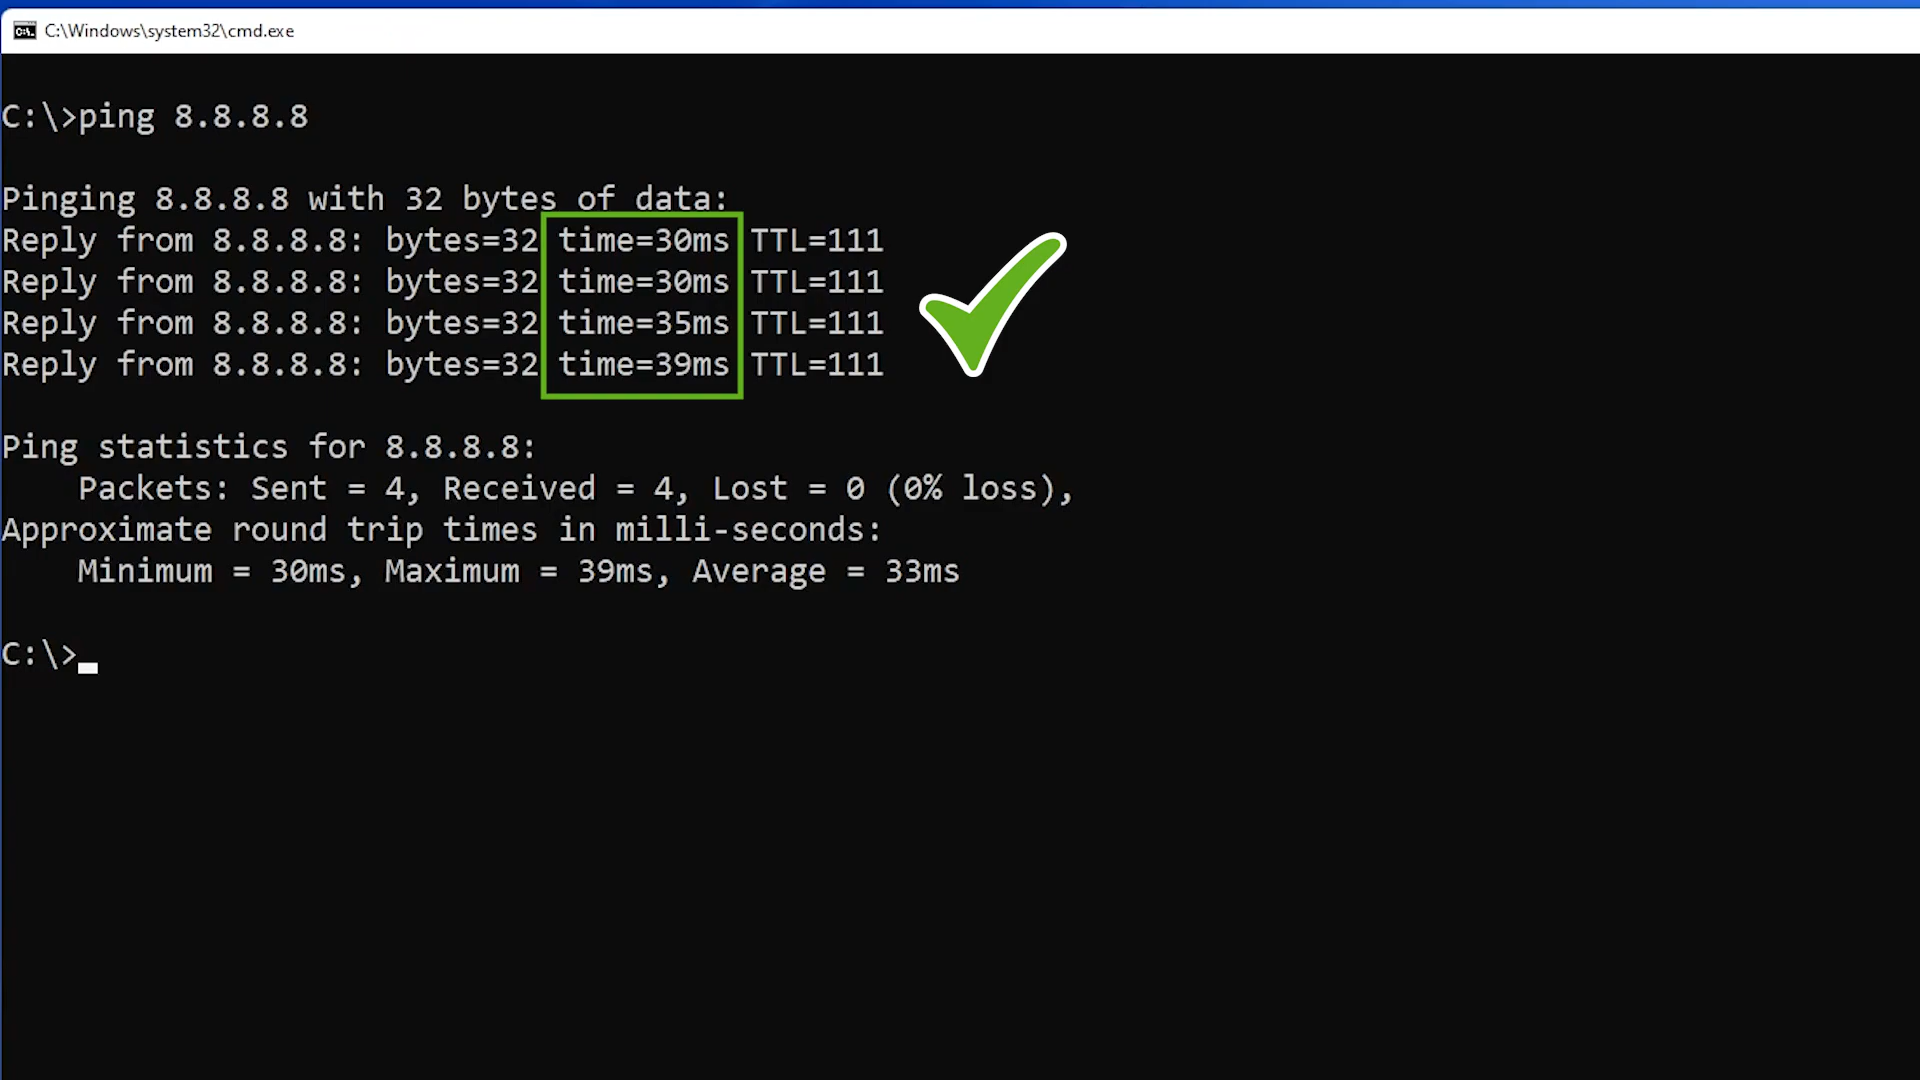 C:\Windows\system32\cmd.exe
C:\>ping 8.8.8.8
Pinging 8.8.8.8 with 32 bytes of data:
Reply from 8.8.8.8: bytes=32 time=30ms TTL=111
Reply from 8.8.8.8: bytes=32 time=30ms TTL=111
Reply from 8.8.8.8: bytes=32 time=35ms TTL=111
Reply from 8.8.8.8: bytes=32 time=39ms TTL=111
Ping statistics for 8.8.8.8:
    Packets: Sent = 4, Received = 4, Lost = 0 (0% loss),
Approximate round trip times in milli-seconds:
    Minimum = 30ms, Maximum = 39ms, Average = 33ms
C:\>